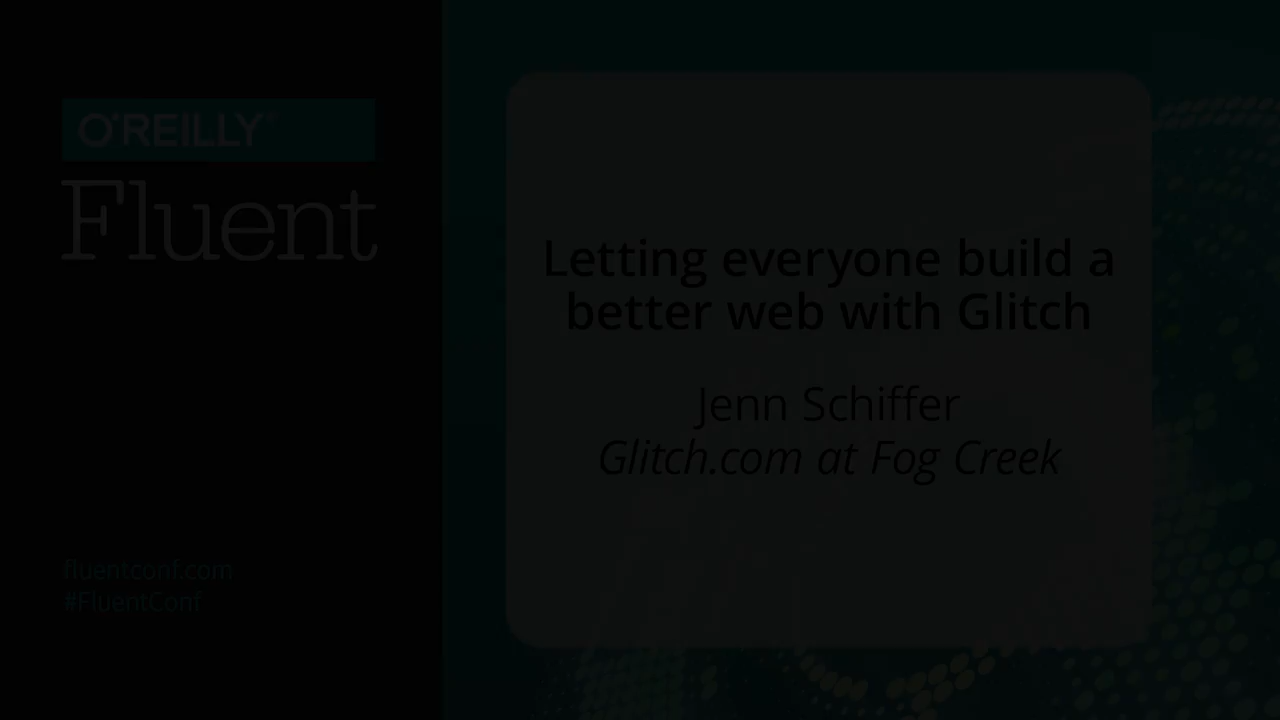 O'REILLY®
Fluent
Letting everyone build a
better web with Glitch
Jenn Schiffer
Glitch.com at Fog Creek
fluentconf.com
#FluentConf